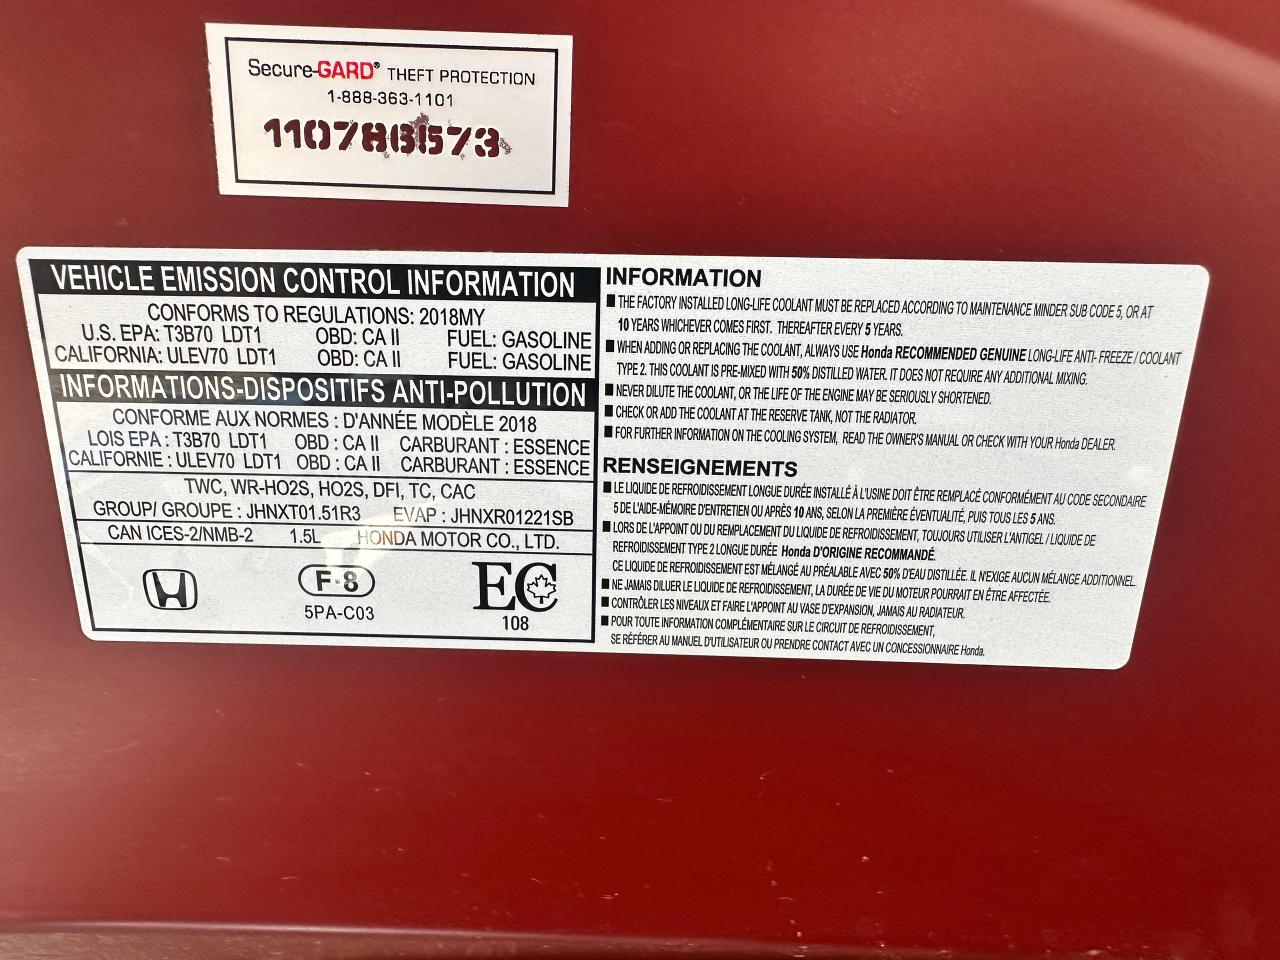 Secure-GARD® THEFT PROTECTION
1-888-363-1101
110786573
VEHICLE EMISSION CONTROL INFORMATION
CONFORMS TO REGULATIONS: 2018MY
U.S. EPA: T3B70 LDT1 OBD: CA II FUEL: GASOLINE
CALIFORNIA: ULEV70 LDT1 OBD: CA II FUEL: GASOLINE
INFORMATIONS-DISPOSITIFS ANTI-POLLUTION
CONFORME AUX NORMES : D'ANNÉE MODÈLE 2018
LOIS EPA : T3B70 LDT1 OBD : CA II CARBURANT : ESSENCE
CALIFORNIE : ULEV70 LDT1 OBD : CA II CARBURANT : ESSENCE
TWC, WR-HO2S, HO2S, DFI, TC, CAC
GROUP/ GROUPE : JHNXT01.51R3 EVAP : JHNXR01221SB
CAN ICES-2/NMB-2 1.5L HONDA MOTOR CO., LTD.
F-8
5PA-C03
EC
108
INFORMATION
■ THE FACTORY INSTALLED LONG-LIFE COOLANT MUST BE REPLACED ACCORDING TO MAINTENANCE MINDER SUB CODE 5, OR AT
10 YEARS WHICHEVER COMES FIRST. THEREAFTER EVERY 5 YEARS.
■ WHEN ADDING OR REPLACING THE COOLANT, ALWAYS USE Honda RECOMMENDED GENUINE LONG-LIFE ANTI- FREEZE / COOLANT
TYPE 2. THIS COOLANT IS PRE-MIXED WITH 50% DISTILLED WATER. IT DOES NOT REQUIRE ANY ADDITIONAL MIXING.
■ NEVER DILUTE THE COOLANT, OR THE LIFE OF THE ENGINE MAY BE SERIOUSLY SHORTENED.
■ CHECK OR ADD THE COOLANT AT THE RESERVE TANK, NOT THE RADIATOR.
■ FOR FURTHER INFORMATION ON THE COOLING SYSTEM, READ THE OWNER'S MANUAL OR CHECK WITH YOUR Honda DEALER.
RENSEIGNEMENTS
■ LE LIQUIDE DE REFROIDISSEMENT LONGUE DURÉE INSTALLÉ À L'USINE DOIT ÊTRE REMPLACÉ CONFORMÉMENT AU CODE SECONDAIRE
5 DE L'AIDE-MÉMOIRE D'ENTRETIEN OU APRÈS 10 ANS, SELON LA PREMIÈRE ÉVENTUALITÉ, PUIS TOUS LES 5 ANS.
■ LORS DE L'APPOINT OU DU REMPLACEMENT DU LIQUIDE DE REFROIDISSEMENT, TOUJOURS UTILISER L'ANTIGEL / LIQUIDE DE
REFROIDISSEMENT TYPE 2 LONGUE DURÉE Honda D'ORIGINE RECOMMANDÉ.
CE LIQUIDE DE REFROIDISSEMENT EST MÉLANGÉ AU PRÉALABLE AVEC 50% D'EAU DISTILLÉE. IL N'EXIGE AUCUN MÉLANGE ADDITIONNEL.
■ NE JAMAIS DILUER LE LIQUIDE DE REFROIDISSEMENT, LA DURÉE DE VIE DU MOTEUR POURRAIT EN ÊTRE AFFECTÉE.
■ CONTRÔLER LES NIVEAUX ET FAIRE L'APPOINT AU VASE D'EXPANSION, JAMAIS AU RADIATEUR.
■ POUR TOUTE INFORMATION COMPLÉMENTAIRE SUR LE CIRCUIT DE REFROIDISSEMENT,
SE RÉFÉRER AU MANUEL D'UTILISATEUR OU PRENDRE CONTACT AVEC UN CONCESSIONNAIRE Honda.